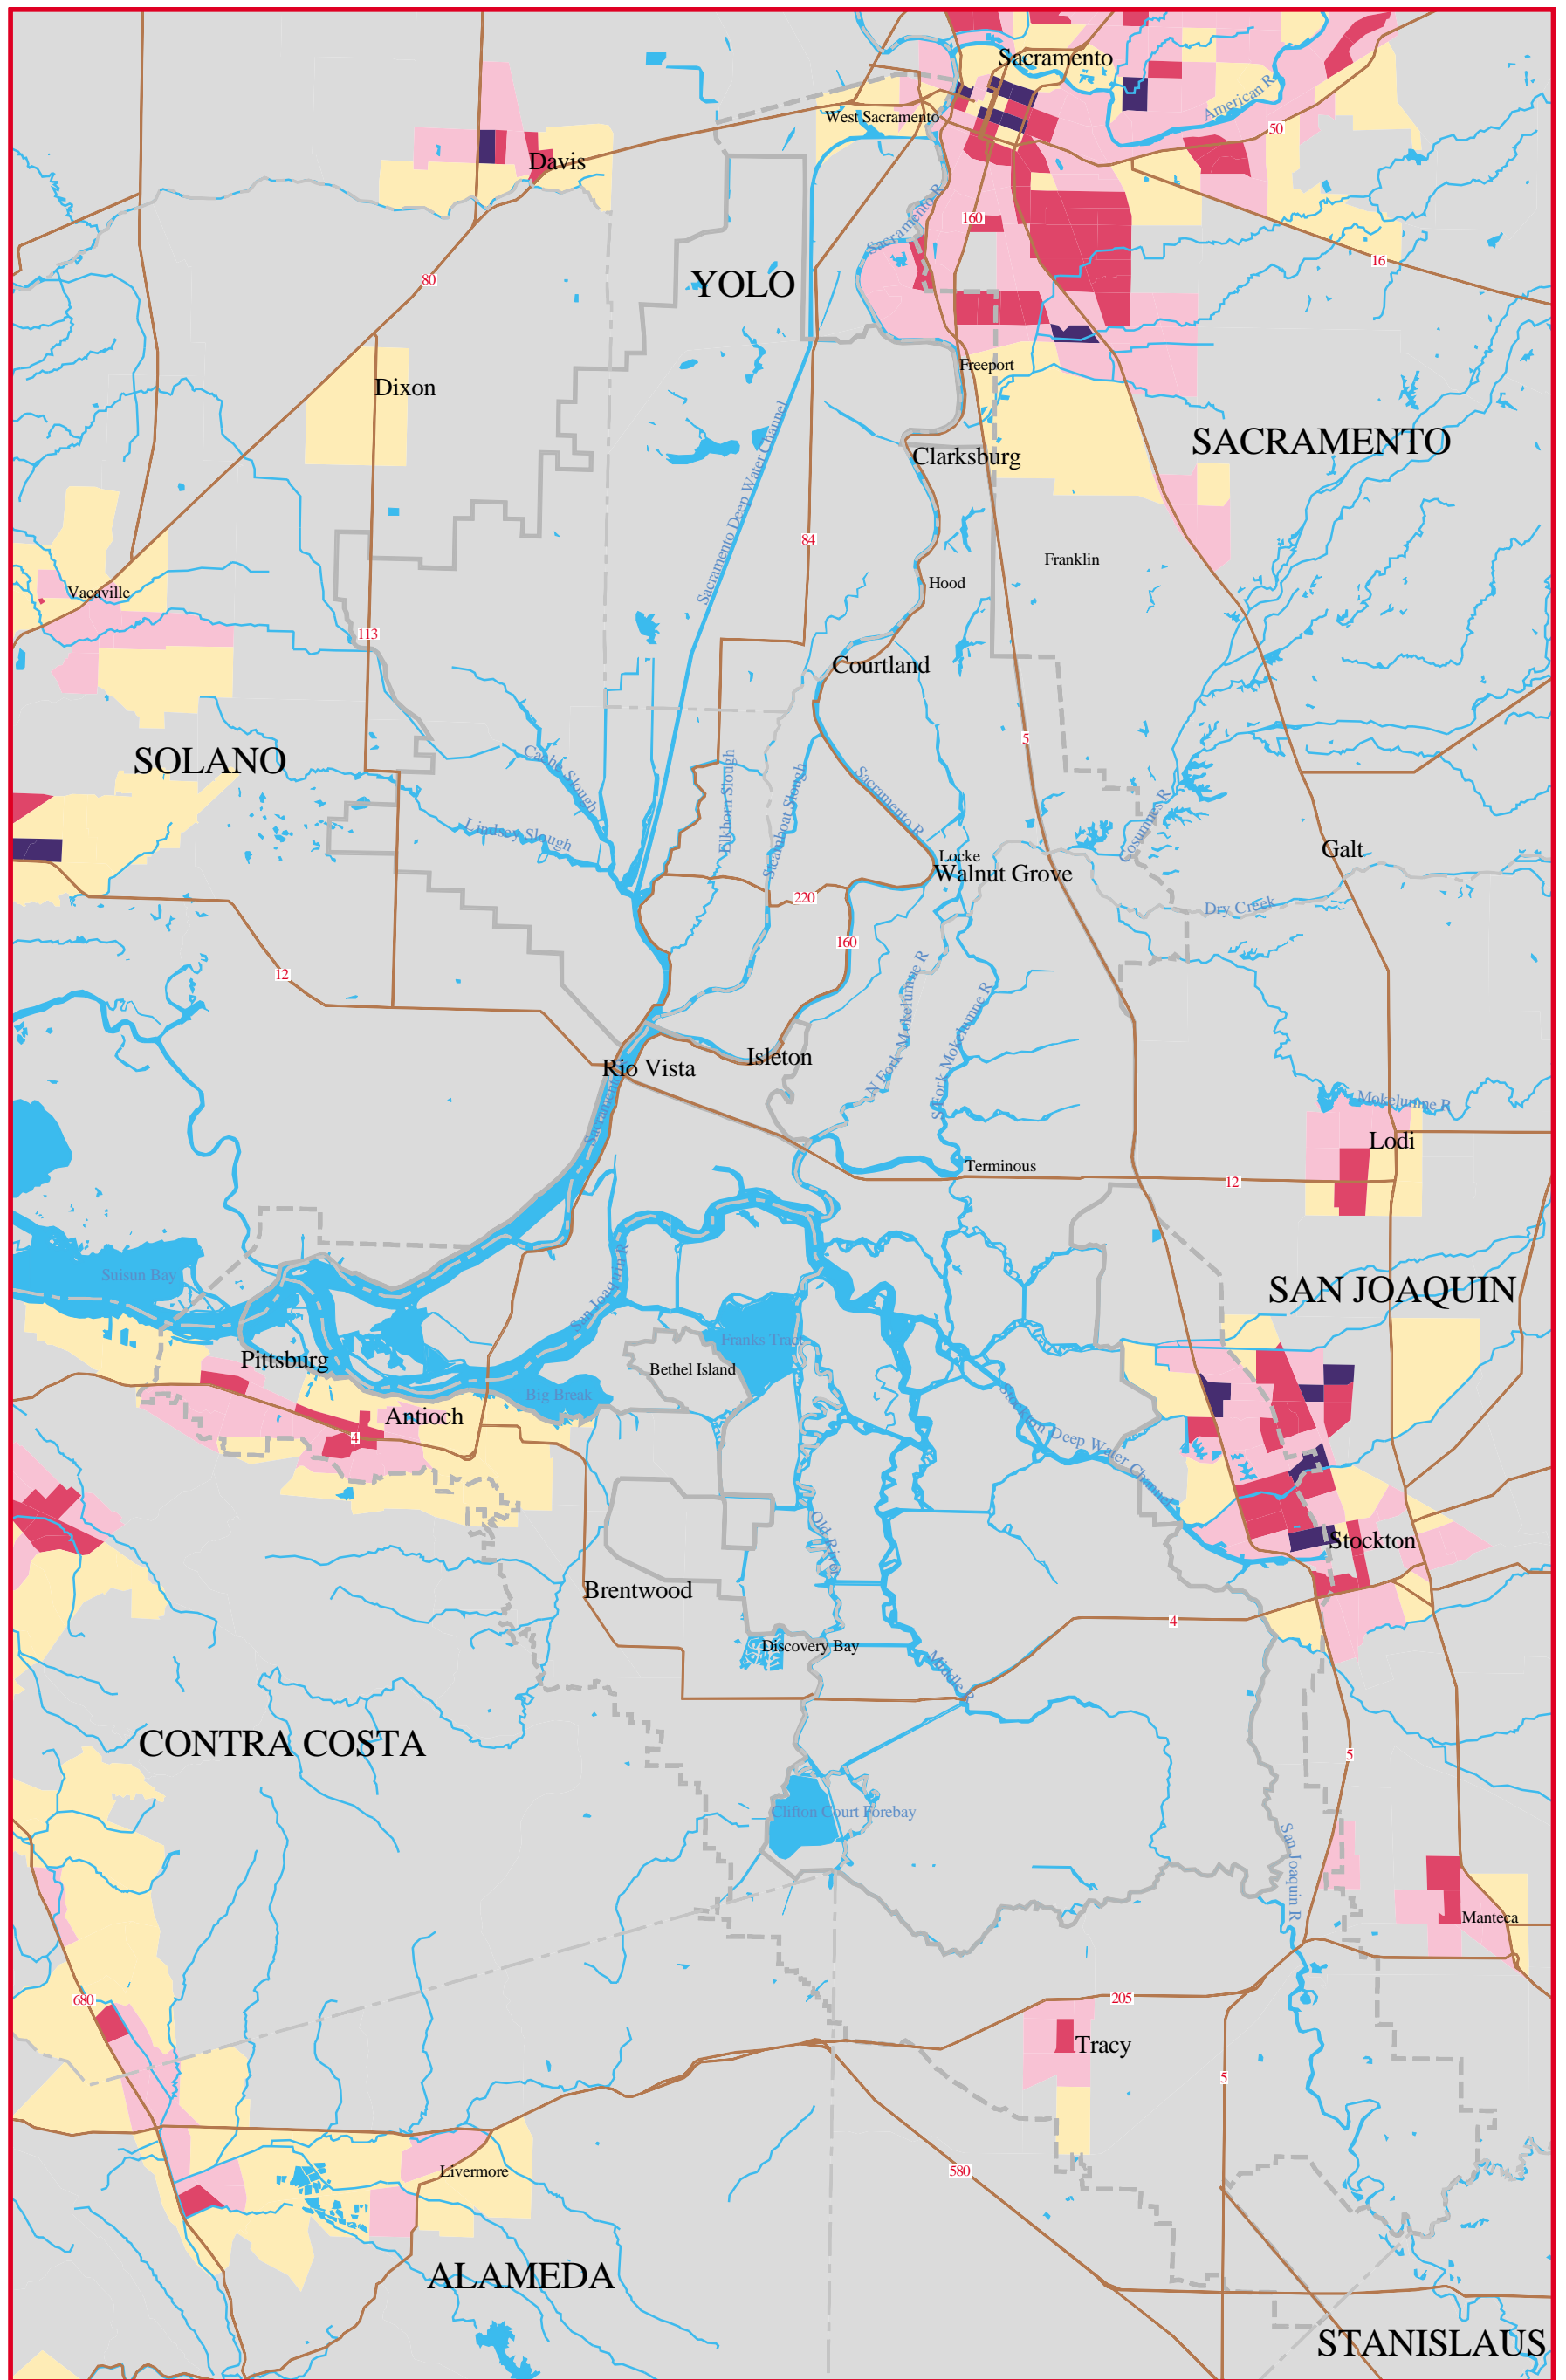 Sacramento
American R
50
West Sacramento
Davis
Sacramento R
160
16
80
YOLO
Freeport
Dixon
SACRAMENTO
Clarksburg
Sacramento Deep Water Channel
84
Franklin
Hood
Vacaville
113
Courtland
5
SOLANO
Cache Slough
Elkhorn Slough
Steamboat Slough
Sacramento R
Cosumnes R
Lindsey Slough
Locke
Galt
Walnut Grove
220
Dry Creek
160
12
N Fork Mokelumne R
S Fork Mokelumne R
Isleton
Rio Vista
Sacramento
Mokelumne R
Lodi
Terminous
12
Suisun Bay
San Joaquin R
SAN JOAQUIN
Franks Tract
Pittsburg
Bethel Island
Big Break
Antioch
4
Stockton Deep Water Channel
Old River
Stockton
Brentwood
4
Discovery Bay
Middle R
CONTRA COSTA
5
Clifton Court Forebay
San Joaquin R
Manteca
680
205
Tracy
5
Livermore
580
ALAMEDA
STANISLAUS